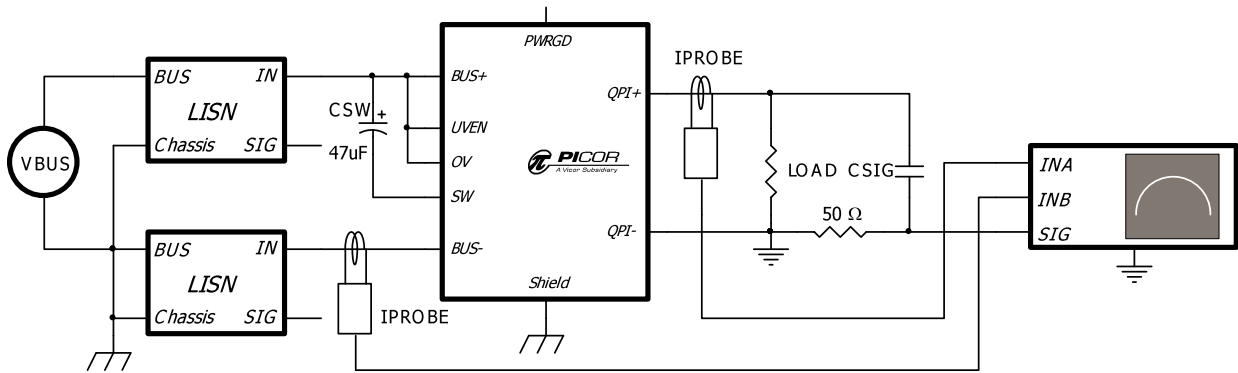 PWRGD
IPROBE
BUS IN
BUS+
LISN
QPI+
CSW +
VBUS
Chassis SIG
47uF
UVEN
OV
π PICOR
A Vicor Subsidiary
SW
LOAD CSIG
INA
INB
SIG
50 Ω
QPI-
BUS IN
BUS-
LISN
Shield
Chassis SIG
IPROBE